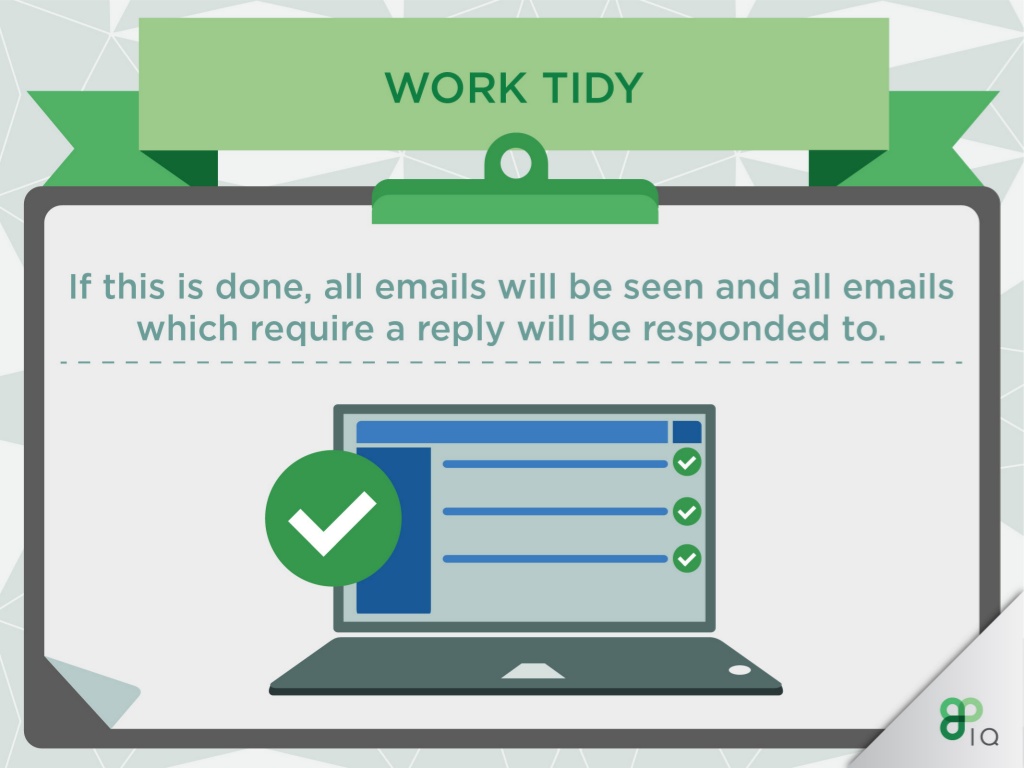 WORK TIDY
If this is done, all emails will be seen and all emails
which require a reply will be responded to.
IQ